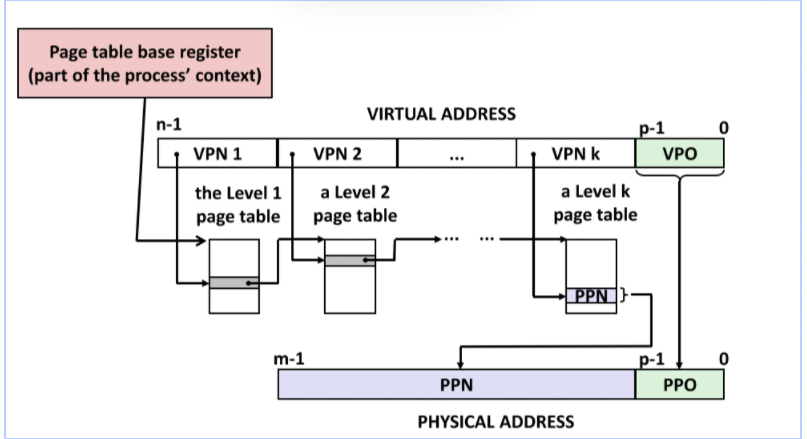 Page table base register
(part of the process’ context)
VIRTUAL ADDRESS
n-1
p-1
0
VPN 1
VPN 2
...
VPN k
VPO
the Level 1
page table
a Level 2
page table
a Level k
page table
...
...
PPN
m-1
p-1
0
PPN
PPO
PHYSICAL ADDRESS